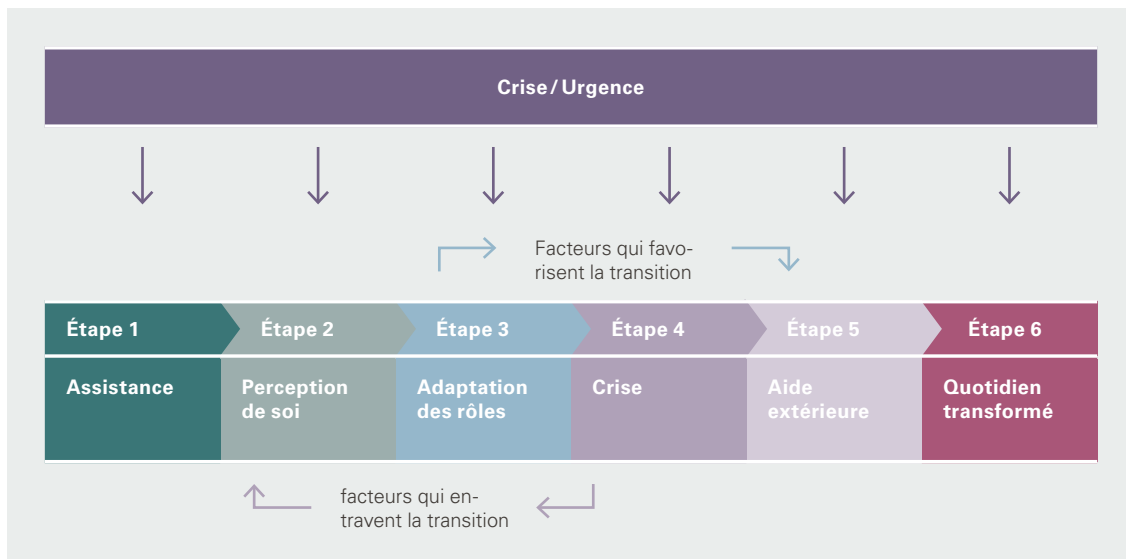 Crise / Urgence
Facteurs qui favo-
risent la transition
Étape 1
Étape 2
Étape 3
Étape 4
Étape 5
Étape 6
Assistance
Perception
de soi
Adaptation
des rôles
Crise
Aide
extérieure
Quotidien
transformé
facteurs qui en-
travent la transition